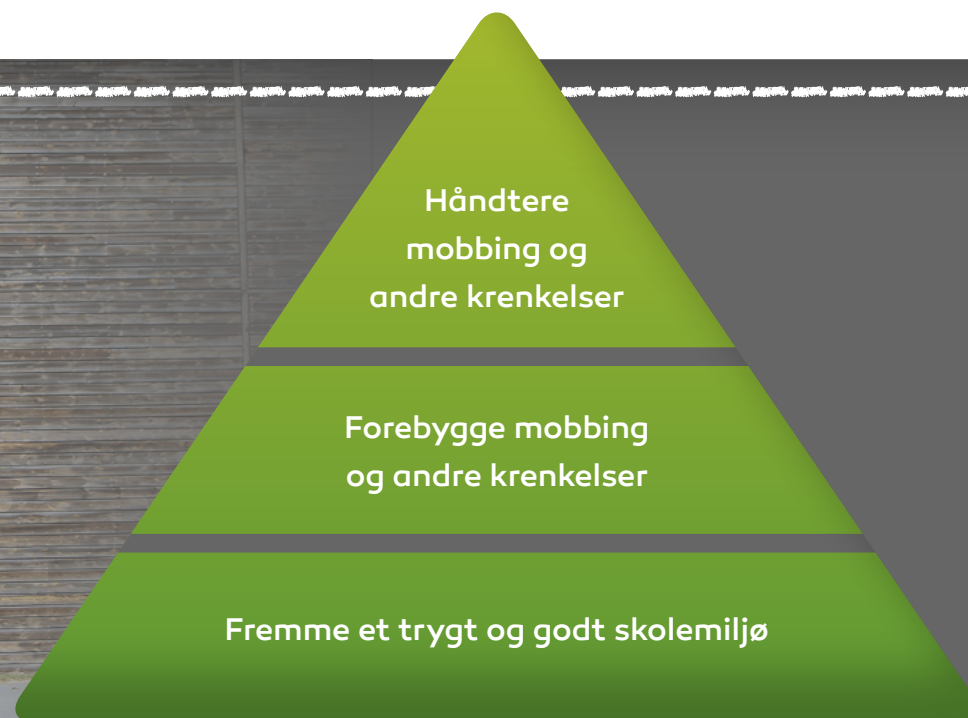 Håndtere
mobbing og
andre krenkelser
Forebygge mobbing
og andre krenkelser
Fremme et trygt og godt skolemiljø